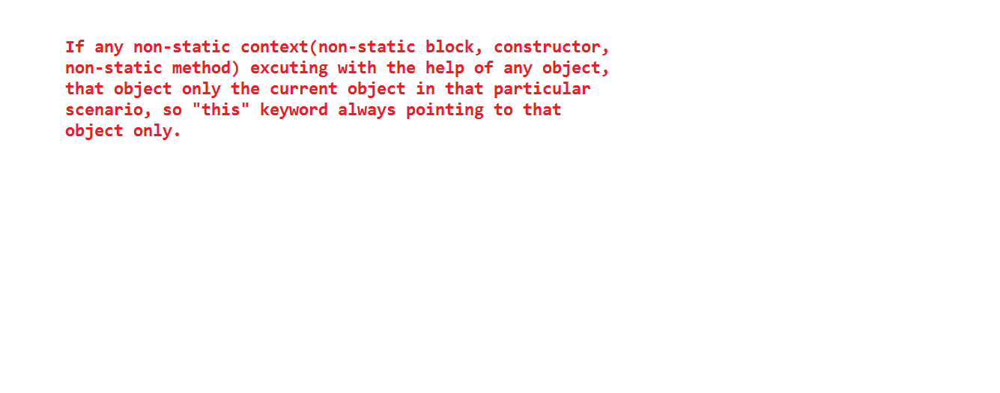 If any non-static context(non-static block, constructor,
non-static method) excuting with the help of any object,
that object only the current object in that particular
scenario, so "this" keyword always pointing to that
object only.